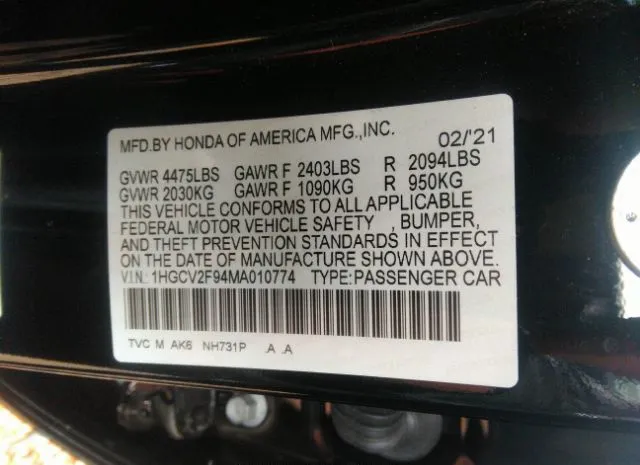 MFD.BY HONDA OF AMERICA MFG.,INC. 02/'21
GVWR 4475LBS GAWR F 2403LBS R 2094LBS
GVWR 2030KG GAWR F 1090KG R 950KG
THIS VEHICLE CONFORMS TO ALL APPLICABLE
FEDERAL MOTOR VEHICLE SAFETY , BUMPER,
AND THEFT PREVENTION STANDARDS IN EFFECT
ON THE DATE OF MANUFACTURE SHOWN ABOVE.
V.I.N.: 1HGCV2F94MA010774 TYPE:PASSENGER CAR
TVC M AK6 NH731P .A .A